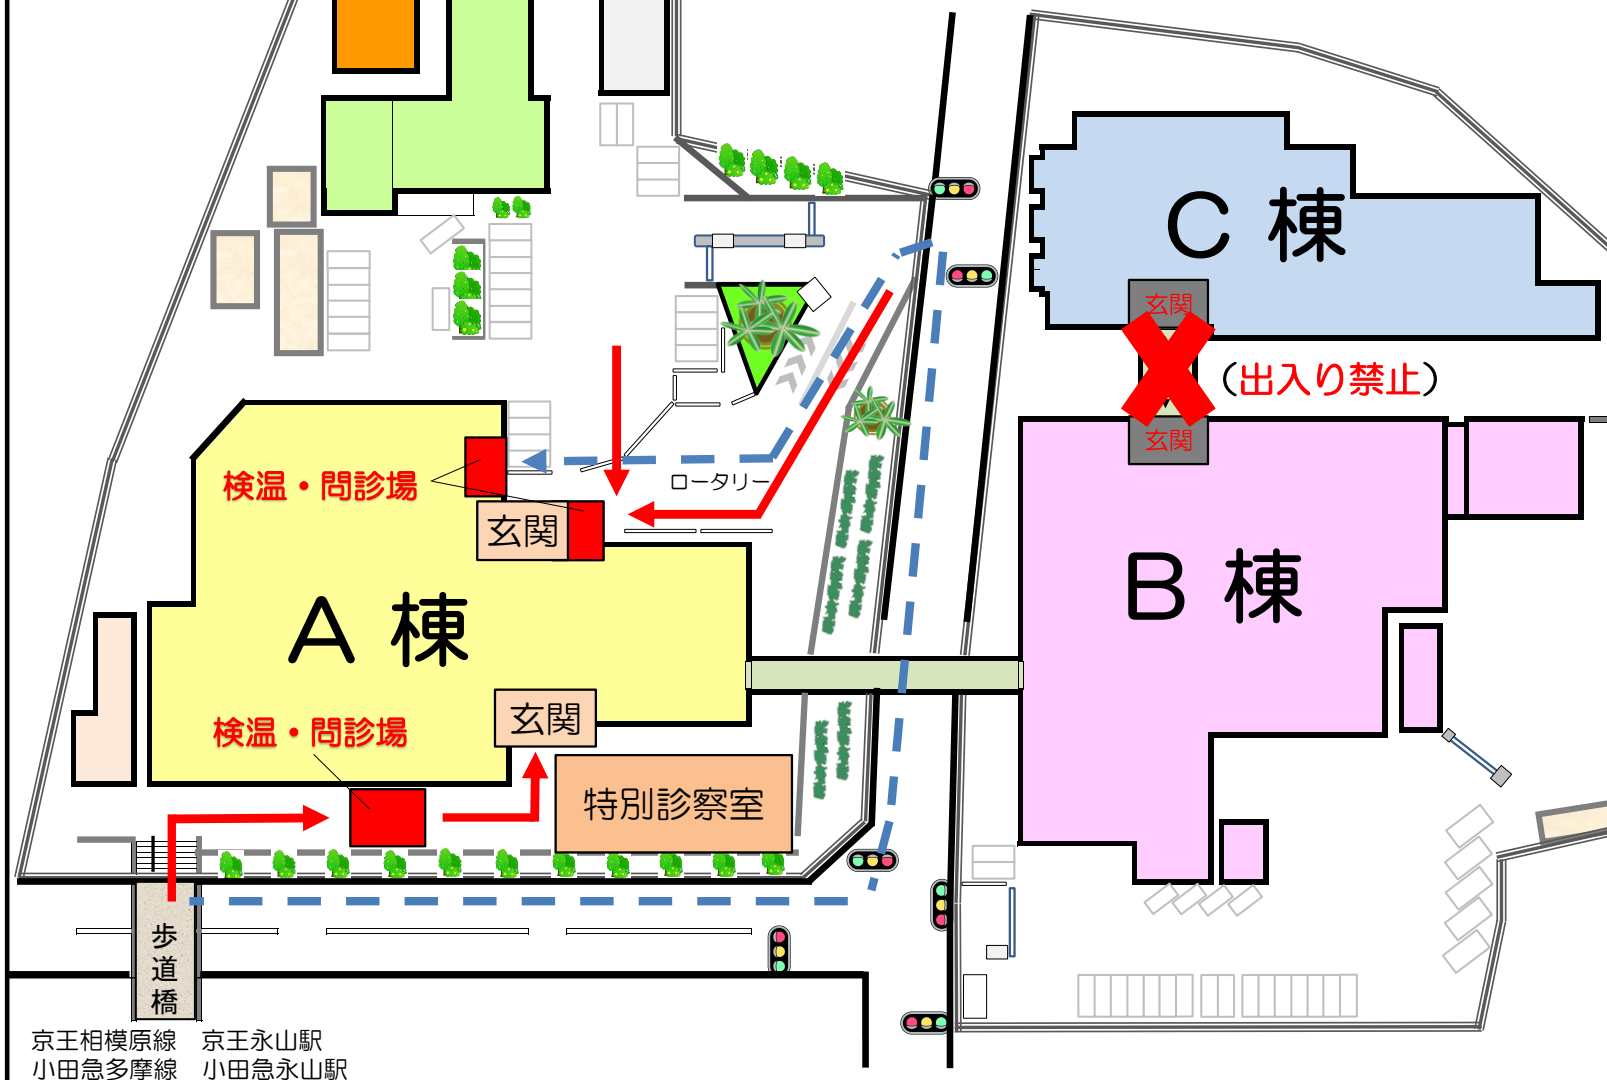 C棟
玄関
(出入り禁止)
玄関
検温・問診場
ロータリー
玄関
A棟
B棟
玄関
検温・問診場
特別診察室
歩道橋
京王相模原線 京王永山駅
小田急多摩線 小田急永山駅